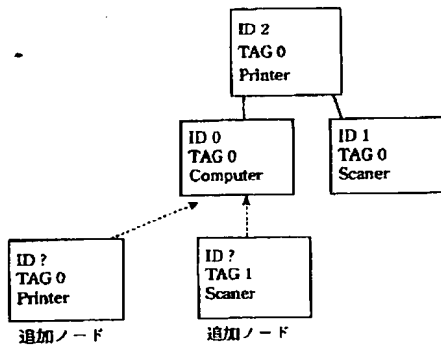 ID 2
TAG 0
Printer
ID 0
TAG 0
Computer
ID 1
TAG 0
Scaner
ID ?
TAG 0
Printer
追加ノード
ID ?
TAG 1
Scaner
追加ノード